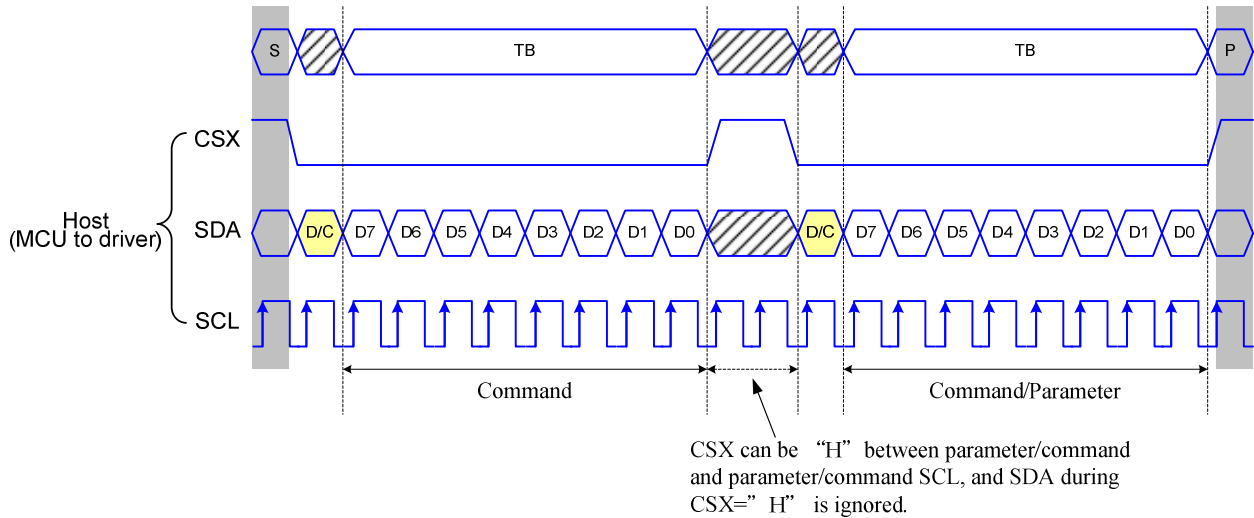 S TB TB P
CSX
Host
(MCU to driver)
SDA D/C D7 D6 D5 D4 D3 D2 D1 D0 D/C D7 D6 D5 D4 D3 D2 D1 D0
SCL
Command Command/Parameter
CSX can be “H” between parameter/command
and parameter/command SCL, and SDA during
CSX=”H” is ignored.